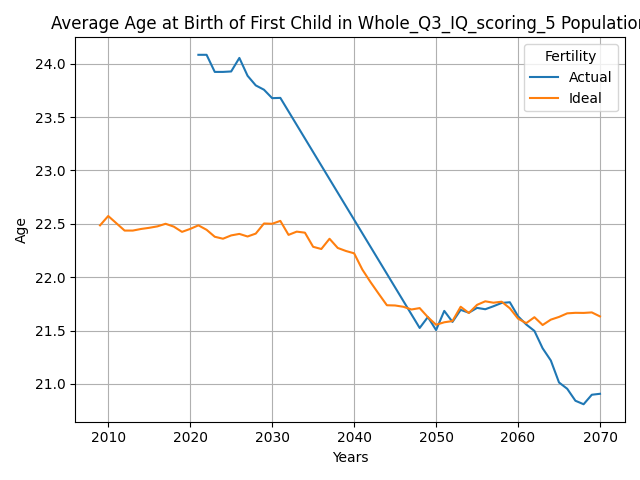 Average Age at Birth of First Child in Whole_Q3_IQ_scoring_5 Population
Fertility
Actual
Ideal
24.0
23.5
23.0
22.5
22.0
21.5
21.0
Age
2010 2020 2030 2040 2050 2060 2070
Years